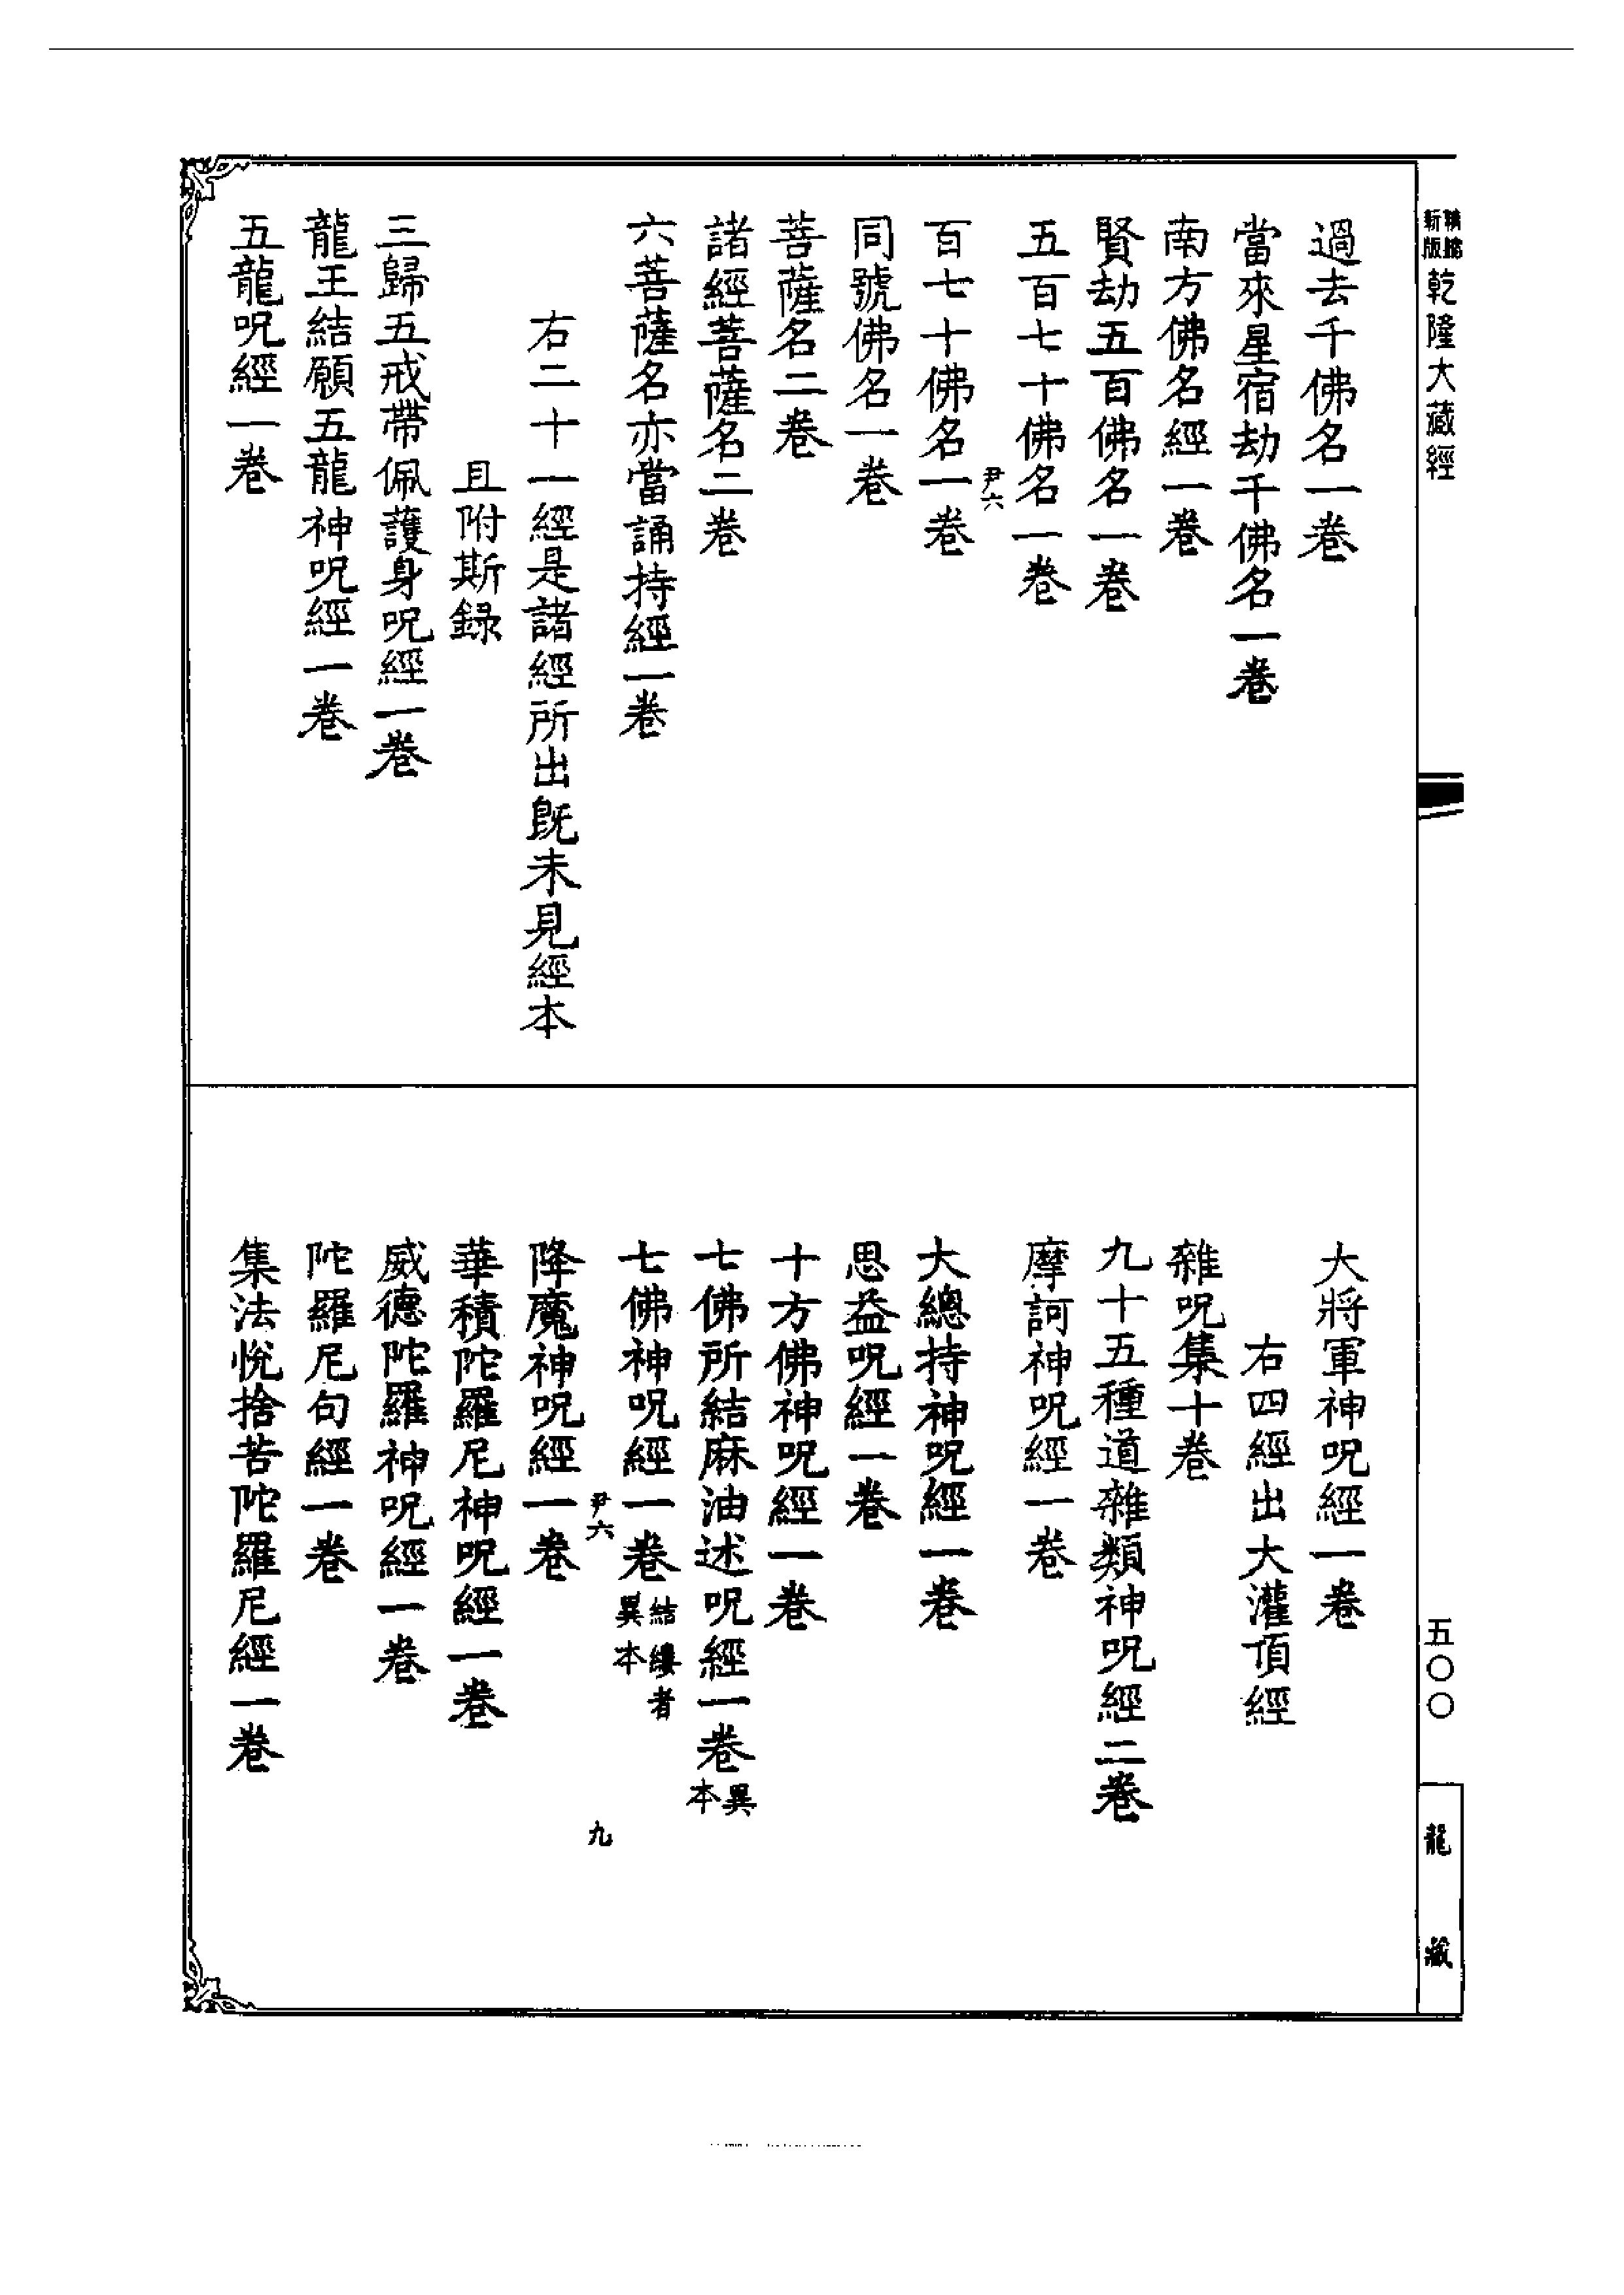 新版精縮乾隆大藏經
五〇〇
龍藏
過去千佛名一卷
當來星宿劫千佛名一卷
南方佛名經一卷
賢劫五百佛名一卷
五百七十佛名一卷
尹六
百七十佛名一卷
同號佛名一卷
菩薩名二卷
諸經菩薩名二卷
六菩薩名亦當誦持經一卷
右二十一經是諸經所出既未見經本
且附斯録
三歸五戒帶佩護身呪經一卷
龍王結願五龍神呪經一卷
五龍呪經一卷
大將軍神呪經一卷
右四經出大灌頂經
雜呪集十卷
九十五種道雜類神呪經二卷
摩訶神呪經一卷
大總持神呪經一卷
思益呪經一卷
十方佛神呪經一卷
七佛所結麻油述呪經一卷異本
七佛神呪經一卷結縷者異本
尹六 九
降魔神呪經一卷
華積陀羅尼神呪經一卷
威德陀羅神呪經一卷
陀羅尼句經一卷
集法悅捨苦陀羅尼經一卷